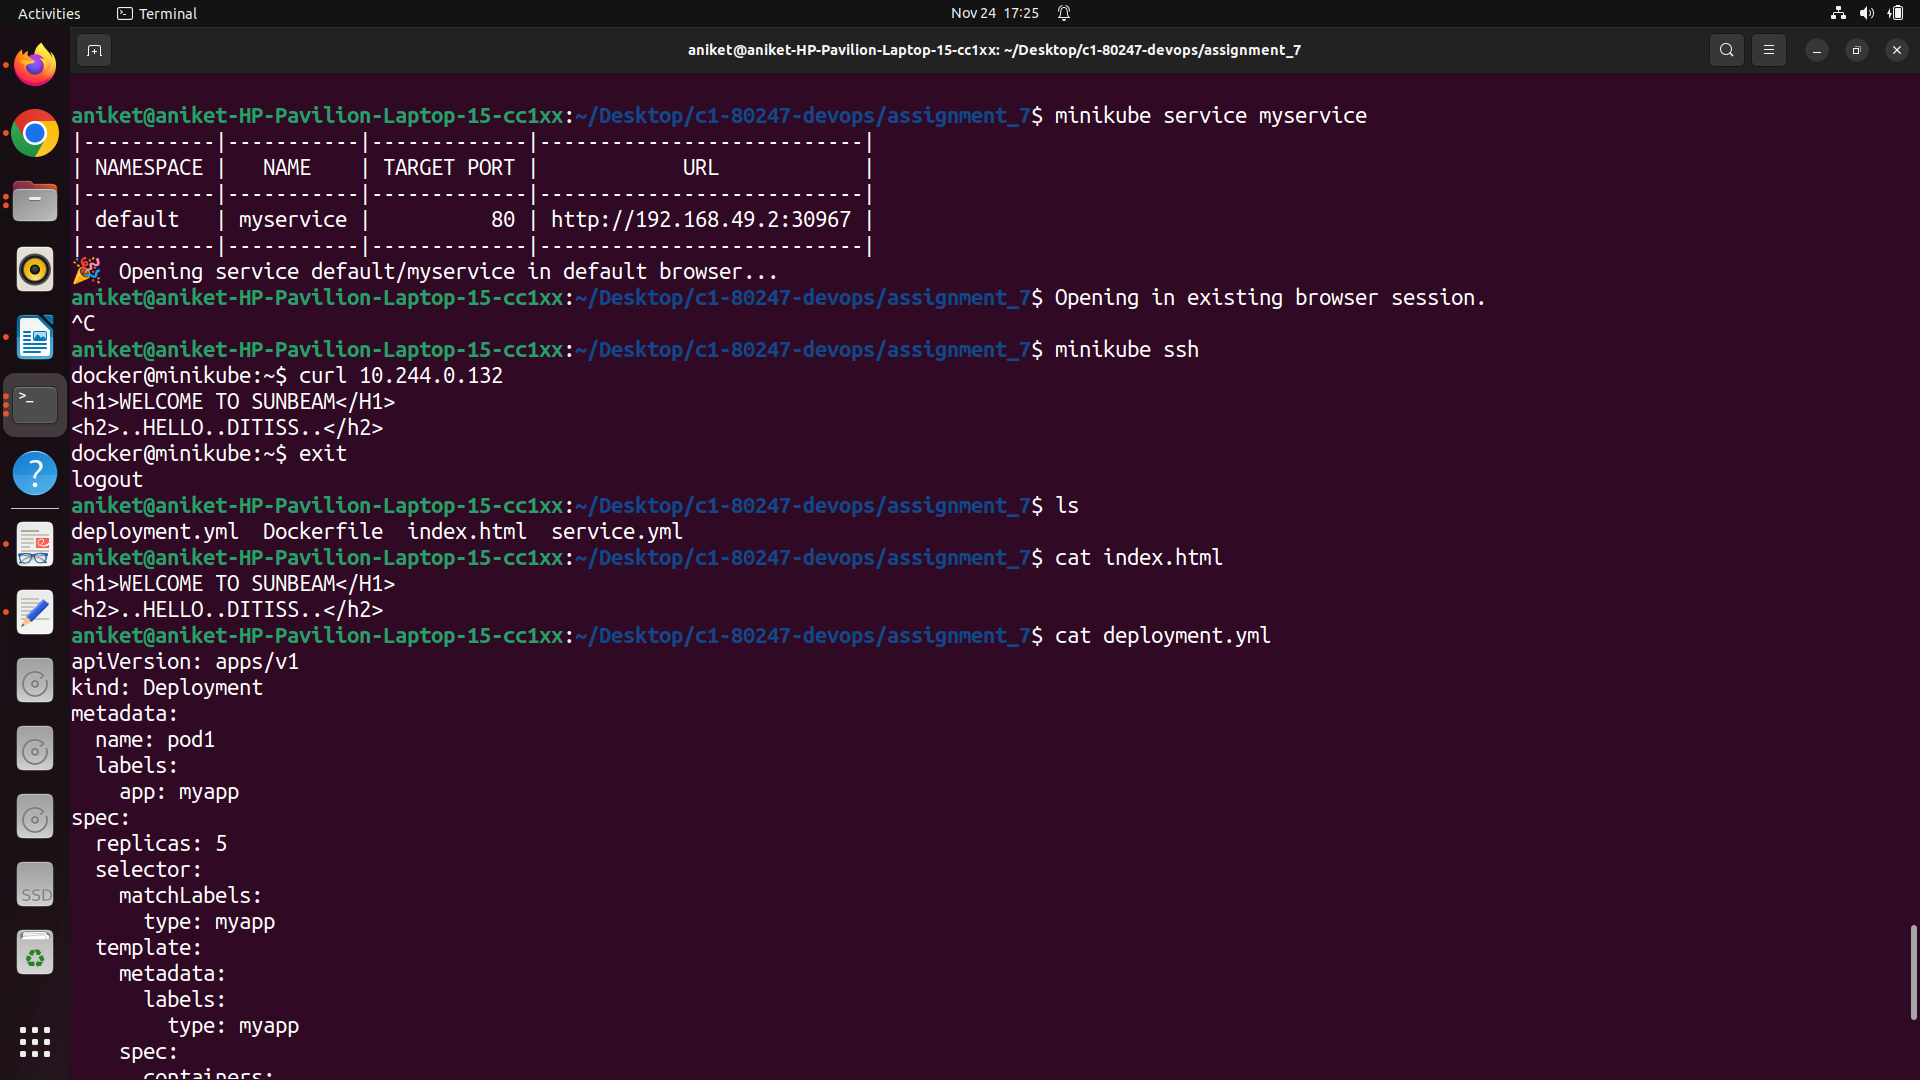 Activities Terminal Nov 24 17:25
aniket@aniket-HP-Pavilion-Laptop-15-cc1xx: ~/Desktop/c1-80247-devops/assignment_7
aniket@aniket-HP-Pavilion-Laptop-15-cc1xx:~/Desktop/c1-80247-devops/assignment_7$ minikube service myservice
|-----------|-----------|-------------|---------------------------|
| NAMESPACE |   NAME    | TARGET PORT |            URL            |
|-----------|-----------|-------------|---------------------------|
| default   | myservice |          80 | http://192.168.49.2:30967 |
|-----------|-----------|-------------|---------------------------|
🎉  Opening service default/myservice in default browser...
aniket@aniket-HP-Pavilion-Laptop-15-cc1xx:~/Desktop/c1-80247-devops/assignment_7$ Opening in existing browser session.
^C
aniket@aniket-HP-Pavilion-Laptop-15-cc1xx:~/Desktop/c1-80247-devops/assignment_7$ minikube ssh
docker@minikube:~$ curl 10.244.0.132
<h1>WELCOME TO SUNBEAM</H1>
<h2>..HELLO..DITISS..</h2>
docker@minikube:~$ exit
logout
aniket@aniket-HP-Pavilion-Laptop-15-cc1xx:~/Desktop/c1-80247-devops/assignment_7$ ls
deployment.yml  Dockerfile  index.html  service.yml
aniket@aniket-HP-Pavilion-Laptop-15-cc1xx:~/Desktop/c1-80247-devops/assignment_7$ cat index.html
<h1>WELCOME TO SUNBEAM</H1>
<h2>..HELLO..DITISS..</h2>
aniket@aniket-HP-Pavilion-Laptop-15-cc1xx:~/Desktop/c1-80247-devops/assignment_7$ cat deployment.yml
apiVersion: apps/v1
kind: Deployment
metadata:
  name: pod1
  labels:
    app: myapp
spec:
  replicas: 5
  selector:
    matchLabels:
      type: myapp
  template:
    metadata:
      labels:
        type: myapp
    spec:
      containers:
SSD